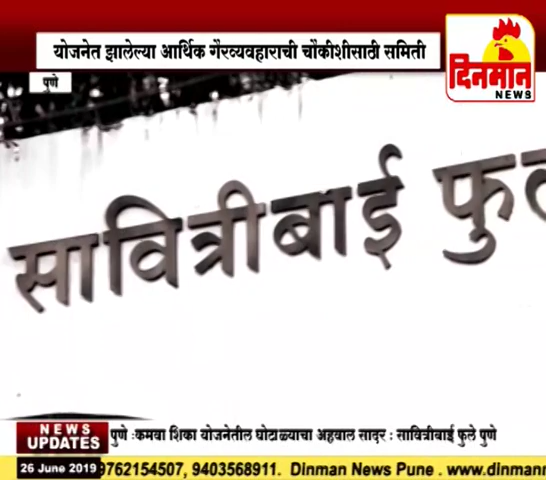 योजनेत झालेल्या आर्थिक गैरव्यवहाराची चौकीशीसाठी समिती
पुणे
दिनमान
NEWS
सावित्रीबाई फुले
NEWS
UPDATES
पुणे :कमवा शिका योजनेतील घोटाळ्याचा अहवाल सादर : सावित्रीबाई फुले पुणे
26 June 2019
9762154507, 9403568911. Dinman News Pune . www.dinmann